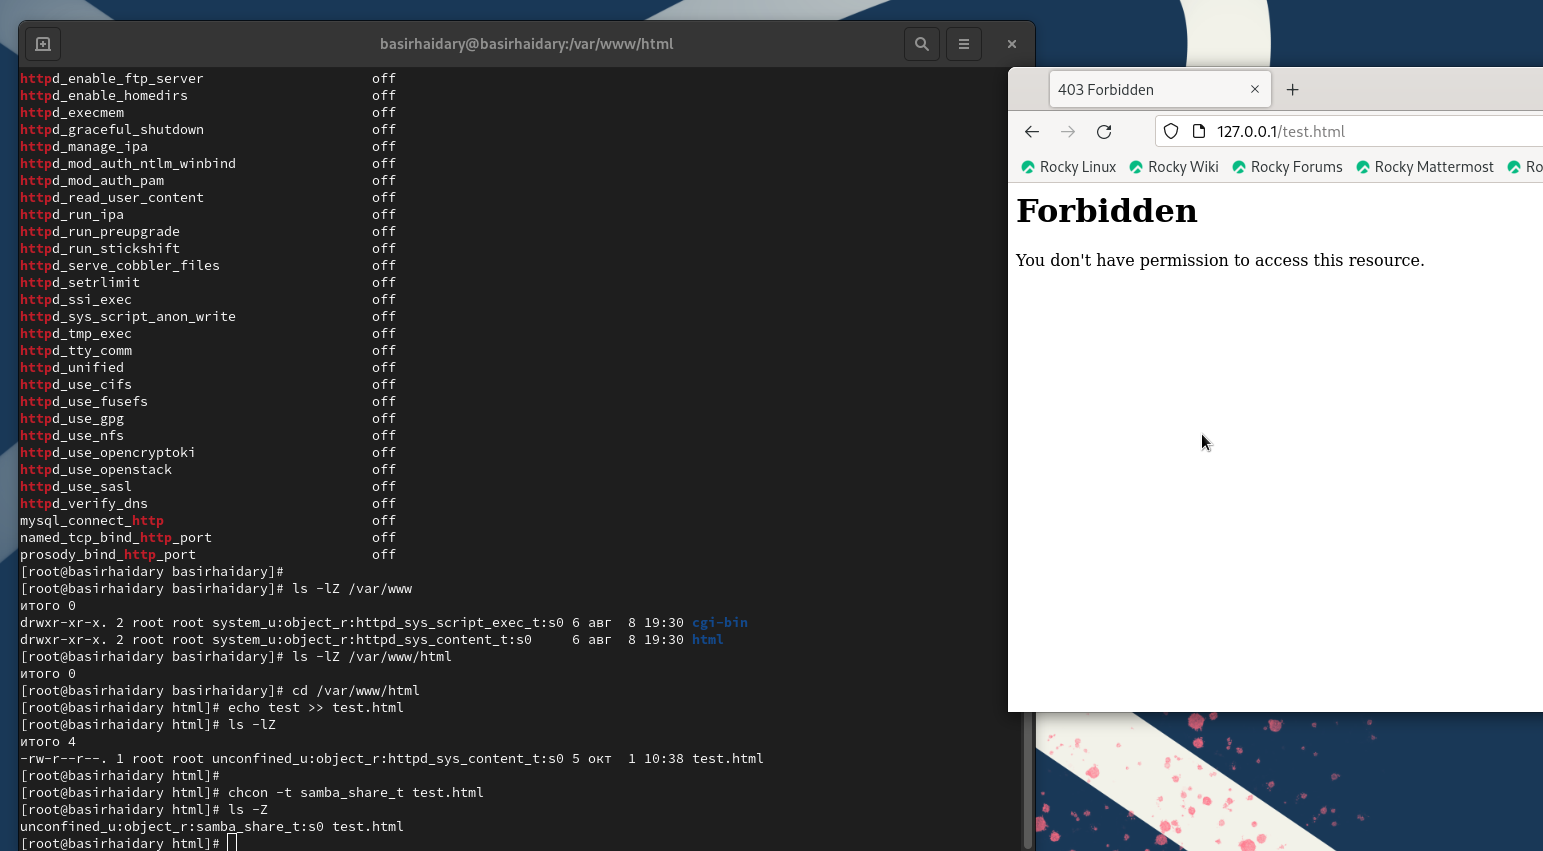 basirhaidary@basirhaidary:/var/www/html
httpd_enable_ftp_server off
httpd_enable_homedirs off
httpd_execmem off
httpd_graceful_shutdown off
httpd_manage_ipa off
httpd_mod_auth_ntlm_winbind off
httpd_mod_auth_pam off
httpd_read_user_content off
httpd_run_ipa off
httpd_run_preupgrade off
httpd_run_stickshift off
httpd_serve_cobbler_files off
httpd_setrlimit off
httpd_ssi_exec off
httpd_sys_script_anon_write off
httpd_tmp_exec off
httpd_tty_comm off
httpd_unified off
httpd_use_cifs off
httpd_use_fusefs off
httpd_use_gpg off
httpd_use_nfs off
httpd_use_opencryptoki off
httpd_use_openstack off
httpd_use_sasl off
httpd_verify_dns off
mysql_connect_http off
named_tcp_bind_http_port off
prosody_bind_http_port off
[root@basirhaidary basirhaidary]#
[root@basirhaidary basirhaidary]# ls -lZ /var/www
итого 0
drwxr-xr-x. 2 root root system_u:object_r:httpd_sys_script_exec_t:s0 6 авг  8 19:30 cgi-bin
drwxr-xr-x. 2 root root system_u:object_r:httpd_sys_content_t:s0     6 авг  8 19:30 html
[root@basirhaidary basirhaidary]# ls -lZ /var/www/html
итого 0
[root@basirhaidary basirhaidary]# cd /var/www/html
[root@basirhaidary html]# echo test >> test.html
[root@basirhaidary html]# ls -lZ
итого 4
-rw-r--r--. 1 root root unconfined_u:object_r:httpd_sys_content_t:s0 5 окт  1 10:38 test.html
[root@basirhaidary html]#
[root@basirhaidary html]# chcon -t samba_share_t test.html
[root@basirhaidary html]# ls -Z
unconfined_u:object_r:samba_share_t:s0 test.html
[root@basirhaidary html]#
403 Forbidden
127.0.0.1/test.html
Rocky Linux Rocky Wiki Rocky Forums Rocky Mattermost Ro
Forbidden
You don't have permission to access this resource.